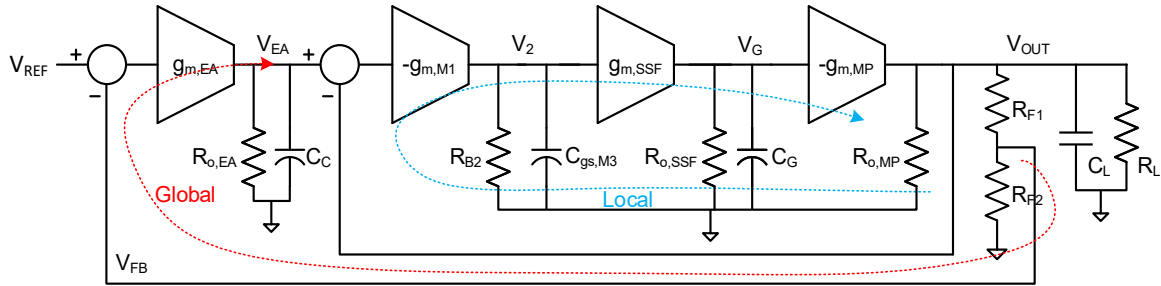 V_REF
+
−
g_m,EA
V_EA
R_o,EA
C_C
+
−
-g_m,M1
V_2
R_B2
C_gs,M3
g_m,SSF
V_G
R_o,SSF
C_G
-g_m,MP
R_o,MP
V_OUT
R_F1
R_F2
C_L
R_L
Global
Local
V_FB